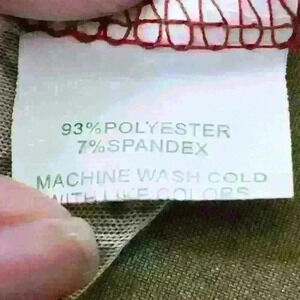 93%POLYESTER
7%SPANDEX
MACHINE WASH COLD
WITH LIKE COLORS